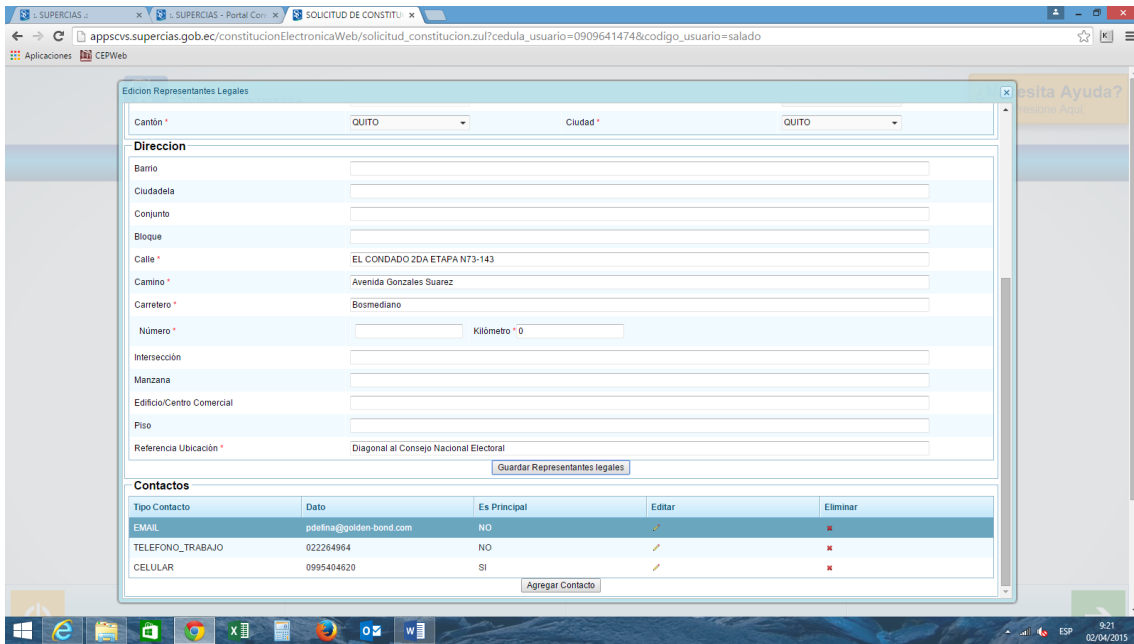 :. SUPERCIAS .:
:. SUPERCIAS - Portal Con
SOLICITUD DE CONSTITU
appscvs.supercias.gob.ec/constitucionElectronicaWeb/solicitud_constitucion.zul?cedula_usuario=0909641474&codigo_usuario=salado
Aplicaciones CEPWeb
Edicion Representantes Legales
esita Ayuda?
resione Aquí,
Cantón * QUITO Ciudad * QUITO
Direccion
Barrio
Ciudadela
Conjunto
Bloque
Calle * EL CONDADO 2DA ETAPA N73-143
Camino * Avenida Gonzales Suarez
Carretero * Bosmediano
Número * Kilómetro * 0
Intersección
Manzana
Edificio/Centro Comercial
Piso
Referencia Ubicación * Diagonal al Consejo Nacional Electoral
Guardar Representantes legales
Contactos
Tipo Contacto Dato Es Principal Editar Eliminar
EMAIL pdefina@golden-bond.com NO
TELEFONO_TRABAJO 022264964 NO
CELULAR 0995404620 SI
Agregar Contacto
ESP 9:21
02/04/2015